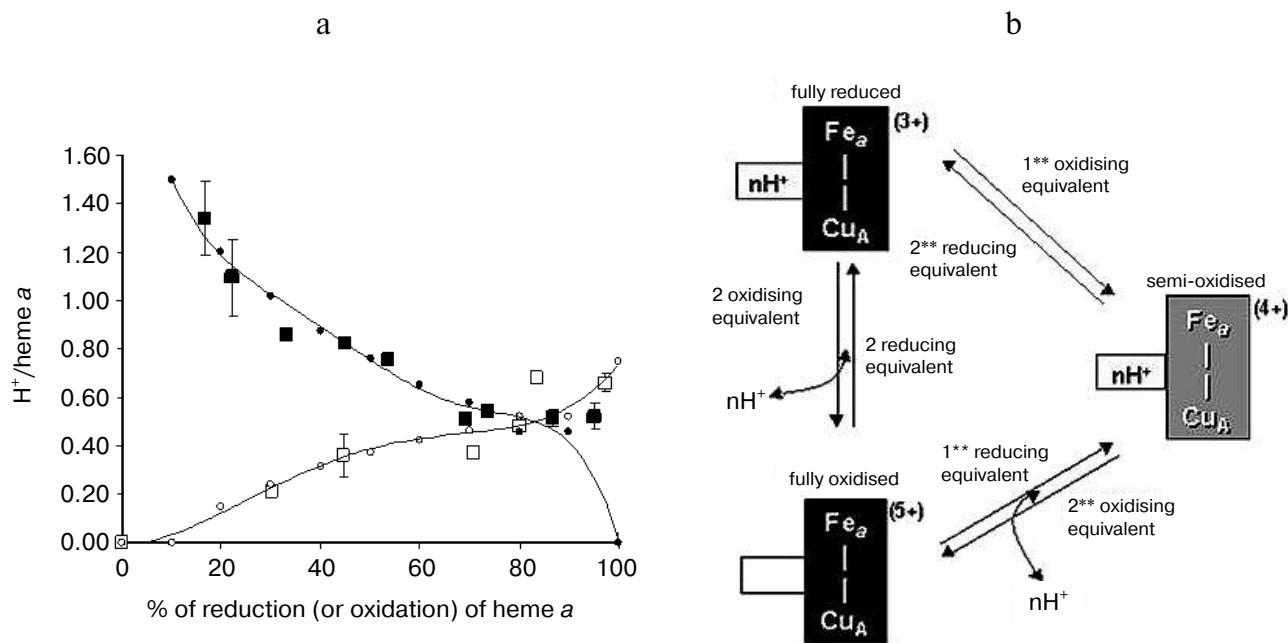 a
b
1.60
1.40
1.20
1.00
0.80
0.60
0.40
0.20
0.00
0
20
40
60
80
100
H⁺/heme a
% of reduction (or oxidation) of heme a
fully reduced
Feₐ
Cu_A
(3+)
nH⁺
1** oxidising
equivalent
2** reducing
equivalent
semi-oxidised
Feₐ
Cu_A
(4+)
nH⁺
2 oxidising
equivalent
2 reducing
equivalent
nH⁺
1** reducing
equivalent
2** oxidising
equivalent
nH⁺
fully oxidised
Feₐ
Cu_A
(5+)